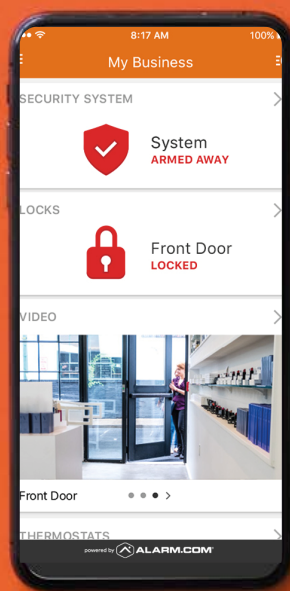 8:17 AM
100%
My Business
SECURITY SYSTEM
System
ARMED AWAY
LOCKS
Front Door
LOCKED
VIDEO
Front Door
THERMOSTATS
powered by ALARM.COM®